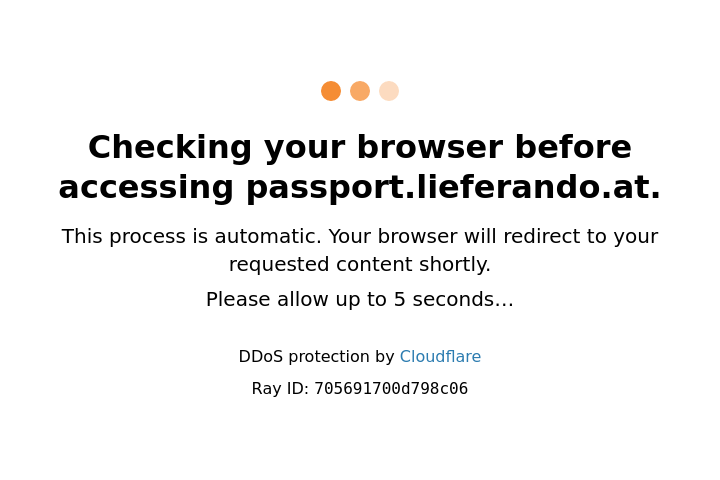 Checking your browser before
accessing passport.lieferando.at.
This process is automatic. Your browser will redirect to your
requested content shortly.
Please allow up to 5 seconds…
DDoS protection by Cloudflare
Ray ID: 705691700d798c06